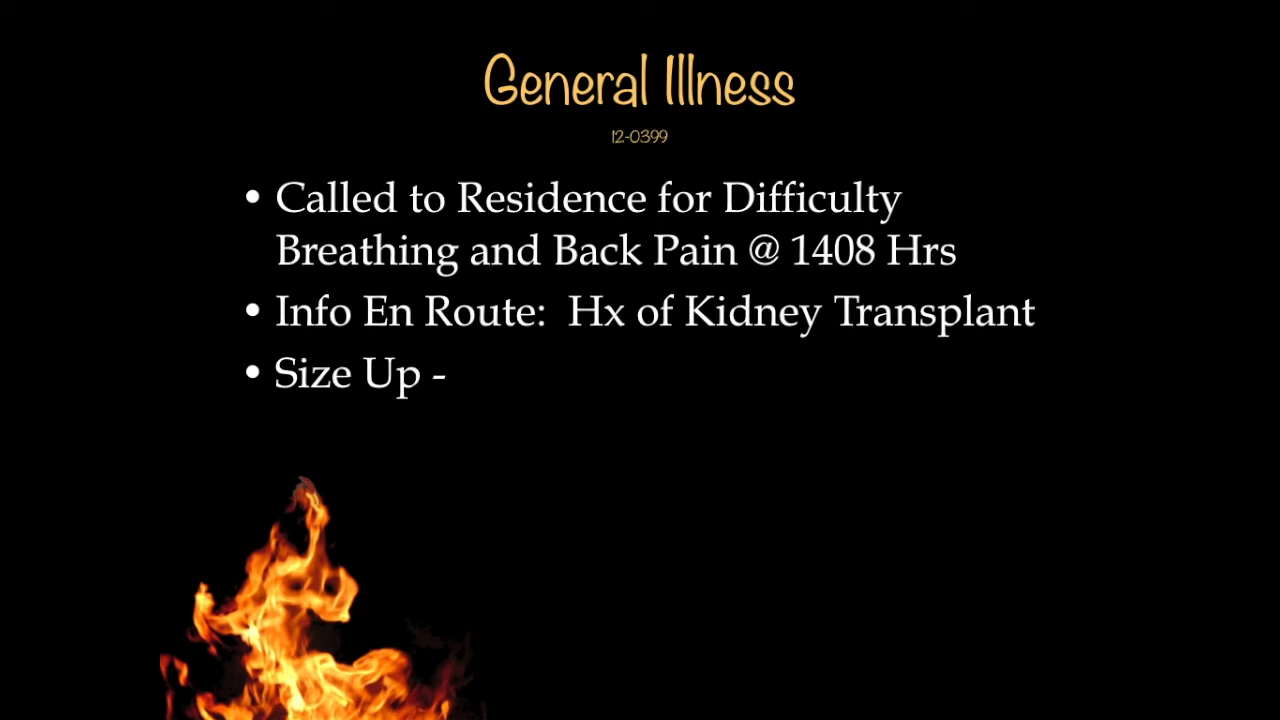 General Illness
12-0399
• Called to Residence for Difficulty
Breathing and Back Pain @ 1408 Hrs
• Info En Route:  Hx of Kidney Transplant
• Size Up -